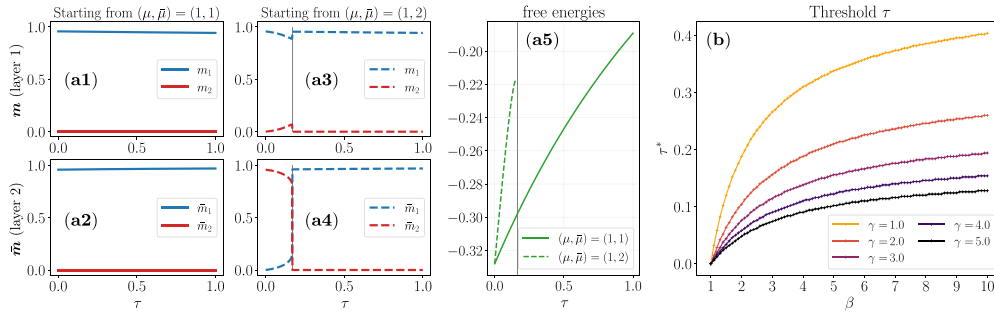 Starting from (μ, μ̄) = (1, 1)
1.0
0.5
0.0
m (layer 1)
(a1)
m₁
m₂
1.0
0.5
0.0
m̄ (layer 2)
(a2)
m̄₁
m̄₂
0.0
1.0
τ
Starting from (μ, μ̄) = (1, 2)
(a3)
m₁
m₂
(a4)
m̄₁
m̄₂
0.0
1.0
τ
free energies
(a5)
−0.20
−0.22
−0.24
−0.26
−0.28
−0.30
−0.32
(μ, μ̄) = (1, 1)
(μ, μ̄) = (1, 2)
0.0
0.5
1.0
τ
Threshold τ
(b)
0.4
0.3
0.2
0.1
0.0
τ*
γ = 1.0
γ = 2.0
γ = 3.0
γ = 4.0
γ = 5.0
1 2 3 4 5 6 7 8 9 10
β